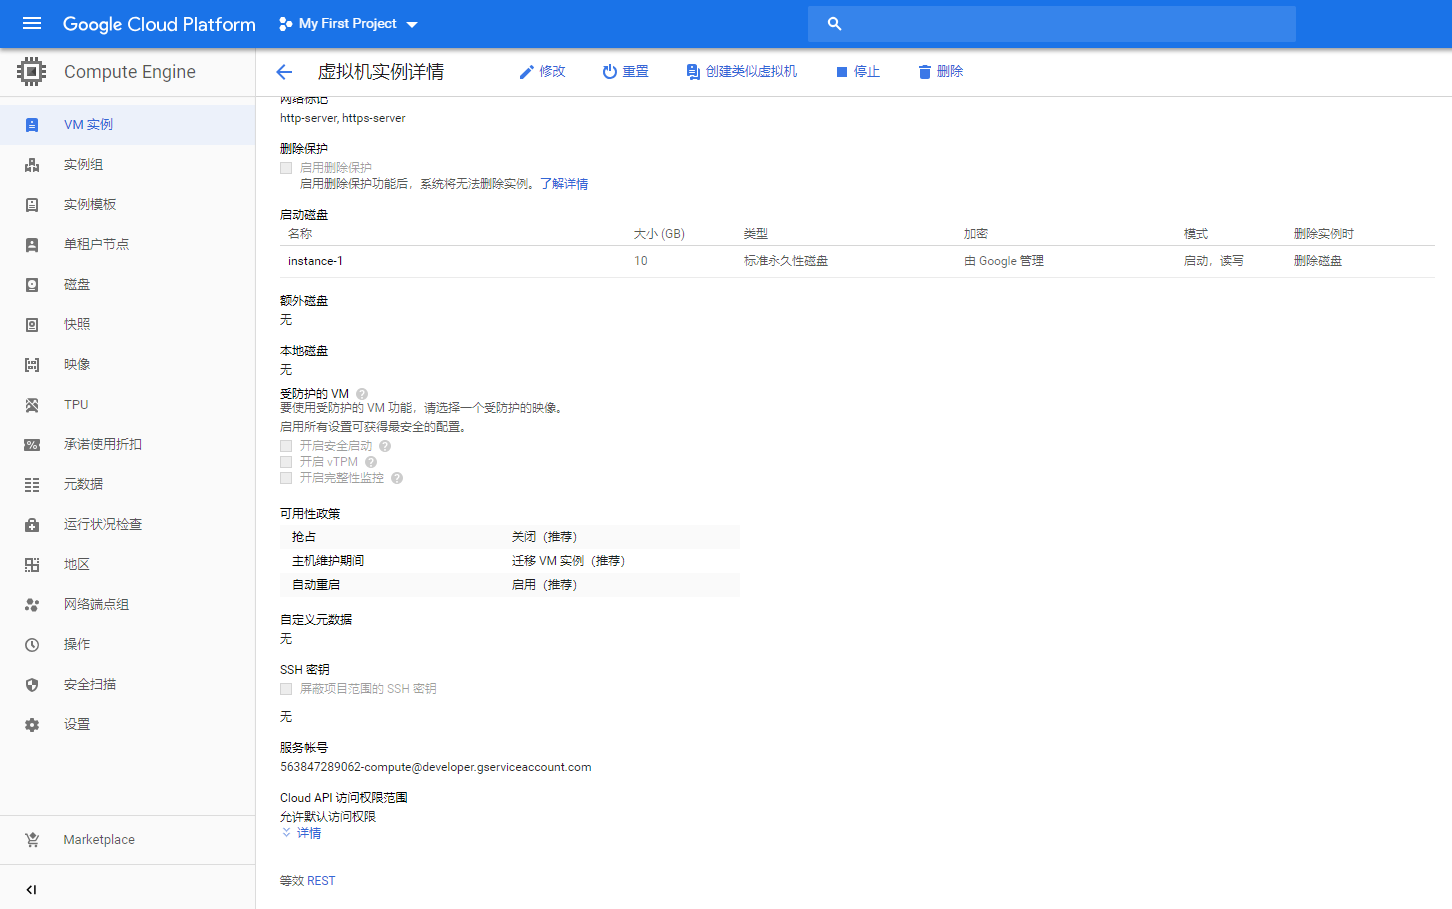 Google Cloud Platform
My First Project
Compute Engine
虚拟机实例详情
修改
重置
创建类似虚拟机
停止
删除
VM 实例
实例组
实例模板
单租户节点
磁盘
快照
映像
TPU
承诺使用折扣
元数据
运行状况检查
地区
网络端点组
操作
安全扫描
设置
Marketplace
网络标记
http-server, https-server
删除保护
启用删除保护
启用删除保护功能后，系统将无法删除实例。了解详情
启动磁盘
名称 大小 (GB) 类型 加密 模式 删除实例时
instance-1 10 标准永久性磁盘 由 Google 管理 启动，读写 删除磁盘
额外磁盘
无
本地磁盘
无
受防护的 VM
要使用受防护的 VM 功能，请选择一个受防护的映像。
启用所有设置可获得最安全的配置。
开启安全启动
开启 vTPM
开启完整性监控
可用性政策
抢占 关闭（推荐）
主机维护期间 迁移 VM 实例（推荐）
自动重启 启用（推荐）
自定义元数据
无
SSH 密钥
屏蔽项目范围的 SSH 密钥
无
服务帐号
563847289062-compute@developer.gserviceaccount.com
Cloud API 访问权限范围
允许默认访问权限
详情
等效 REST